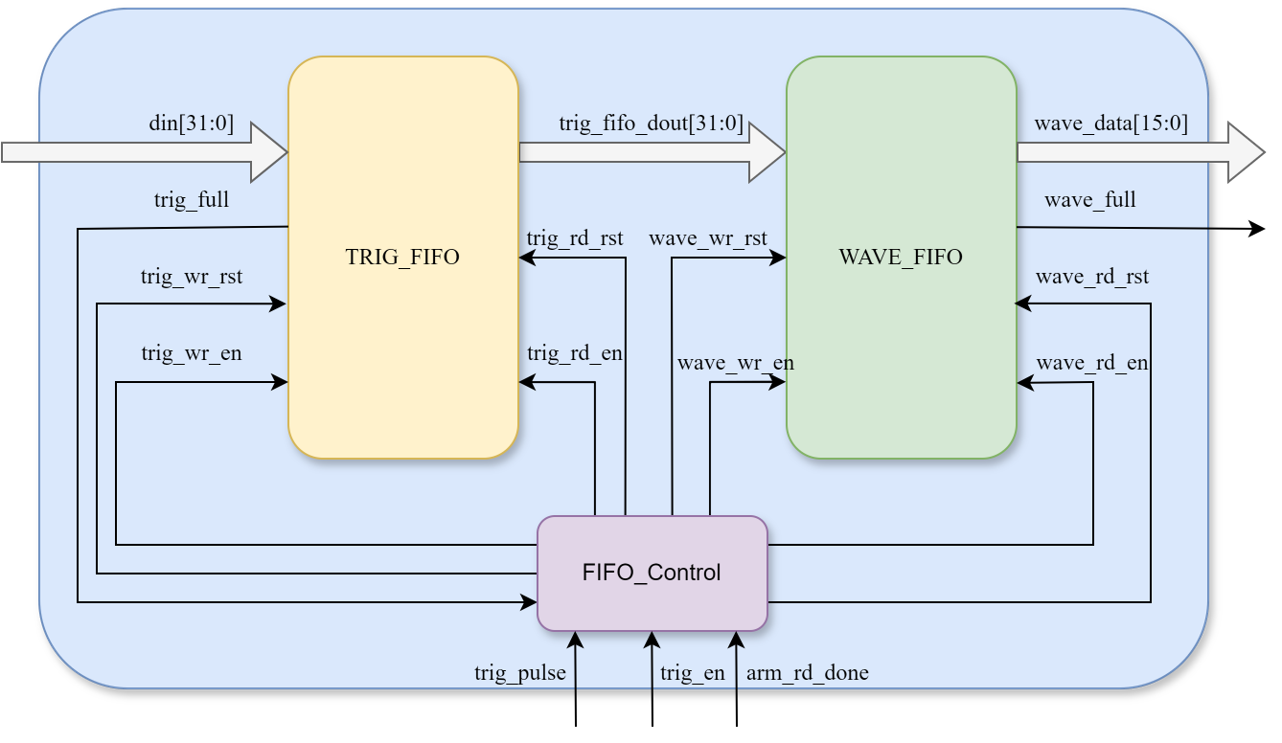 din[31:0]
trig_fifo_dout[31:0]
wave_data[15:0]
trig_full
wave_full
trig_rd_rst
wave_wr_rst
TRIG_FIFO
WAVE_FIFO
trig_wr_rst
wave_rd_rst
trig_wr_en
trig_rd_en
wave_wr_en
wave_rd_en
FIFO_Control
trig_pulse
trig_en
arm_rd_done